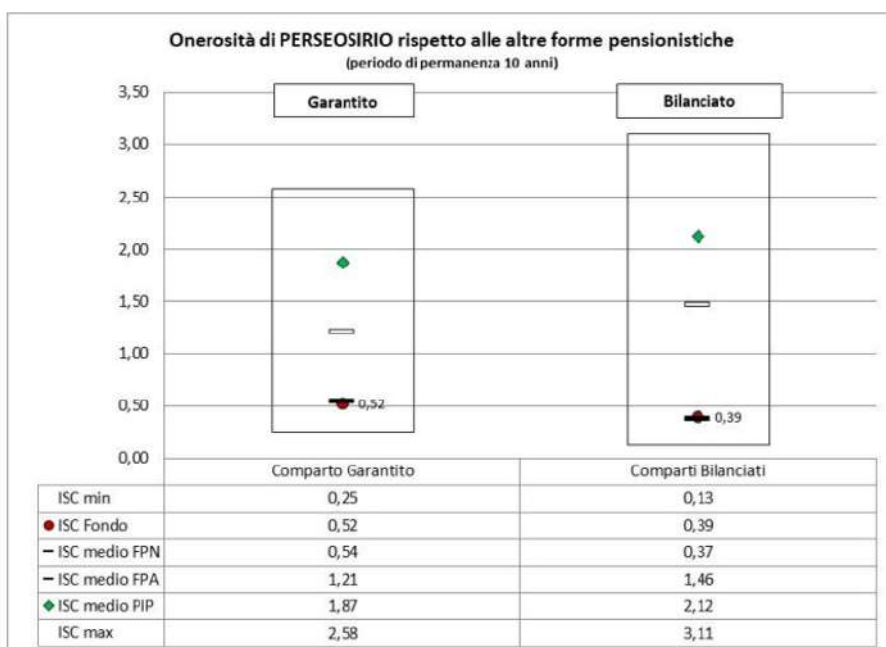 Onerosità di PERSEOSIRIO rispetto alle altre forme pensionistiche
(periodo di permanenza 10 anni)
Garantito Bilanciato
3,50
3,00
2,50
2,00
1,50
1,00
0,50
0,00
0,52
0,39
Comparto Garantito Comparti Bilanciati
ISC min 0,25 0,13
ISC Fondo 0,52 0,39
ISC medio FPN 0,54 0,37
ISC medio FPA 1,21 1,46
ISC medio PIP 1,87 2,12
ISC max 2,58 3,11